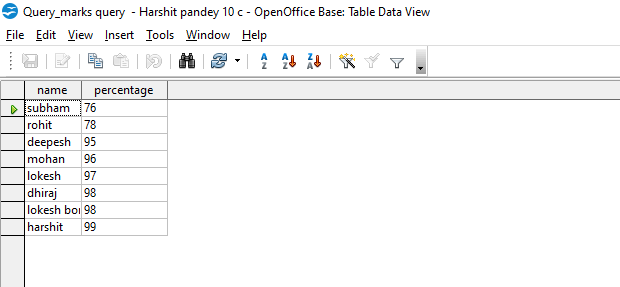 Query_marks query - Harshit pandey 10 c - OpenOffice Base: Table Data View
File Edit View Insert Tools Window Help
A Z A Z Z A
name percentage
subham 76
rohit 78
deepesh 95
mohan 96
lokesh 97
dhiraj 98
lokesh bo 98
harshit 99